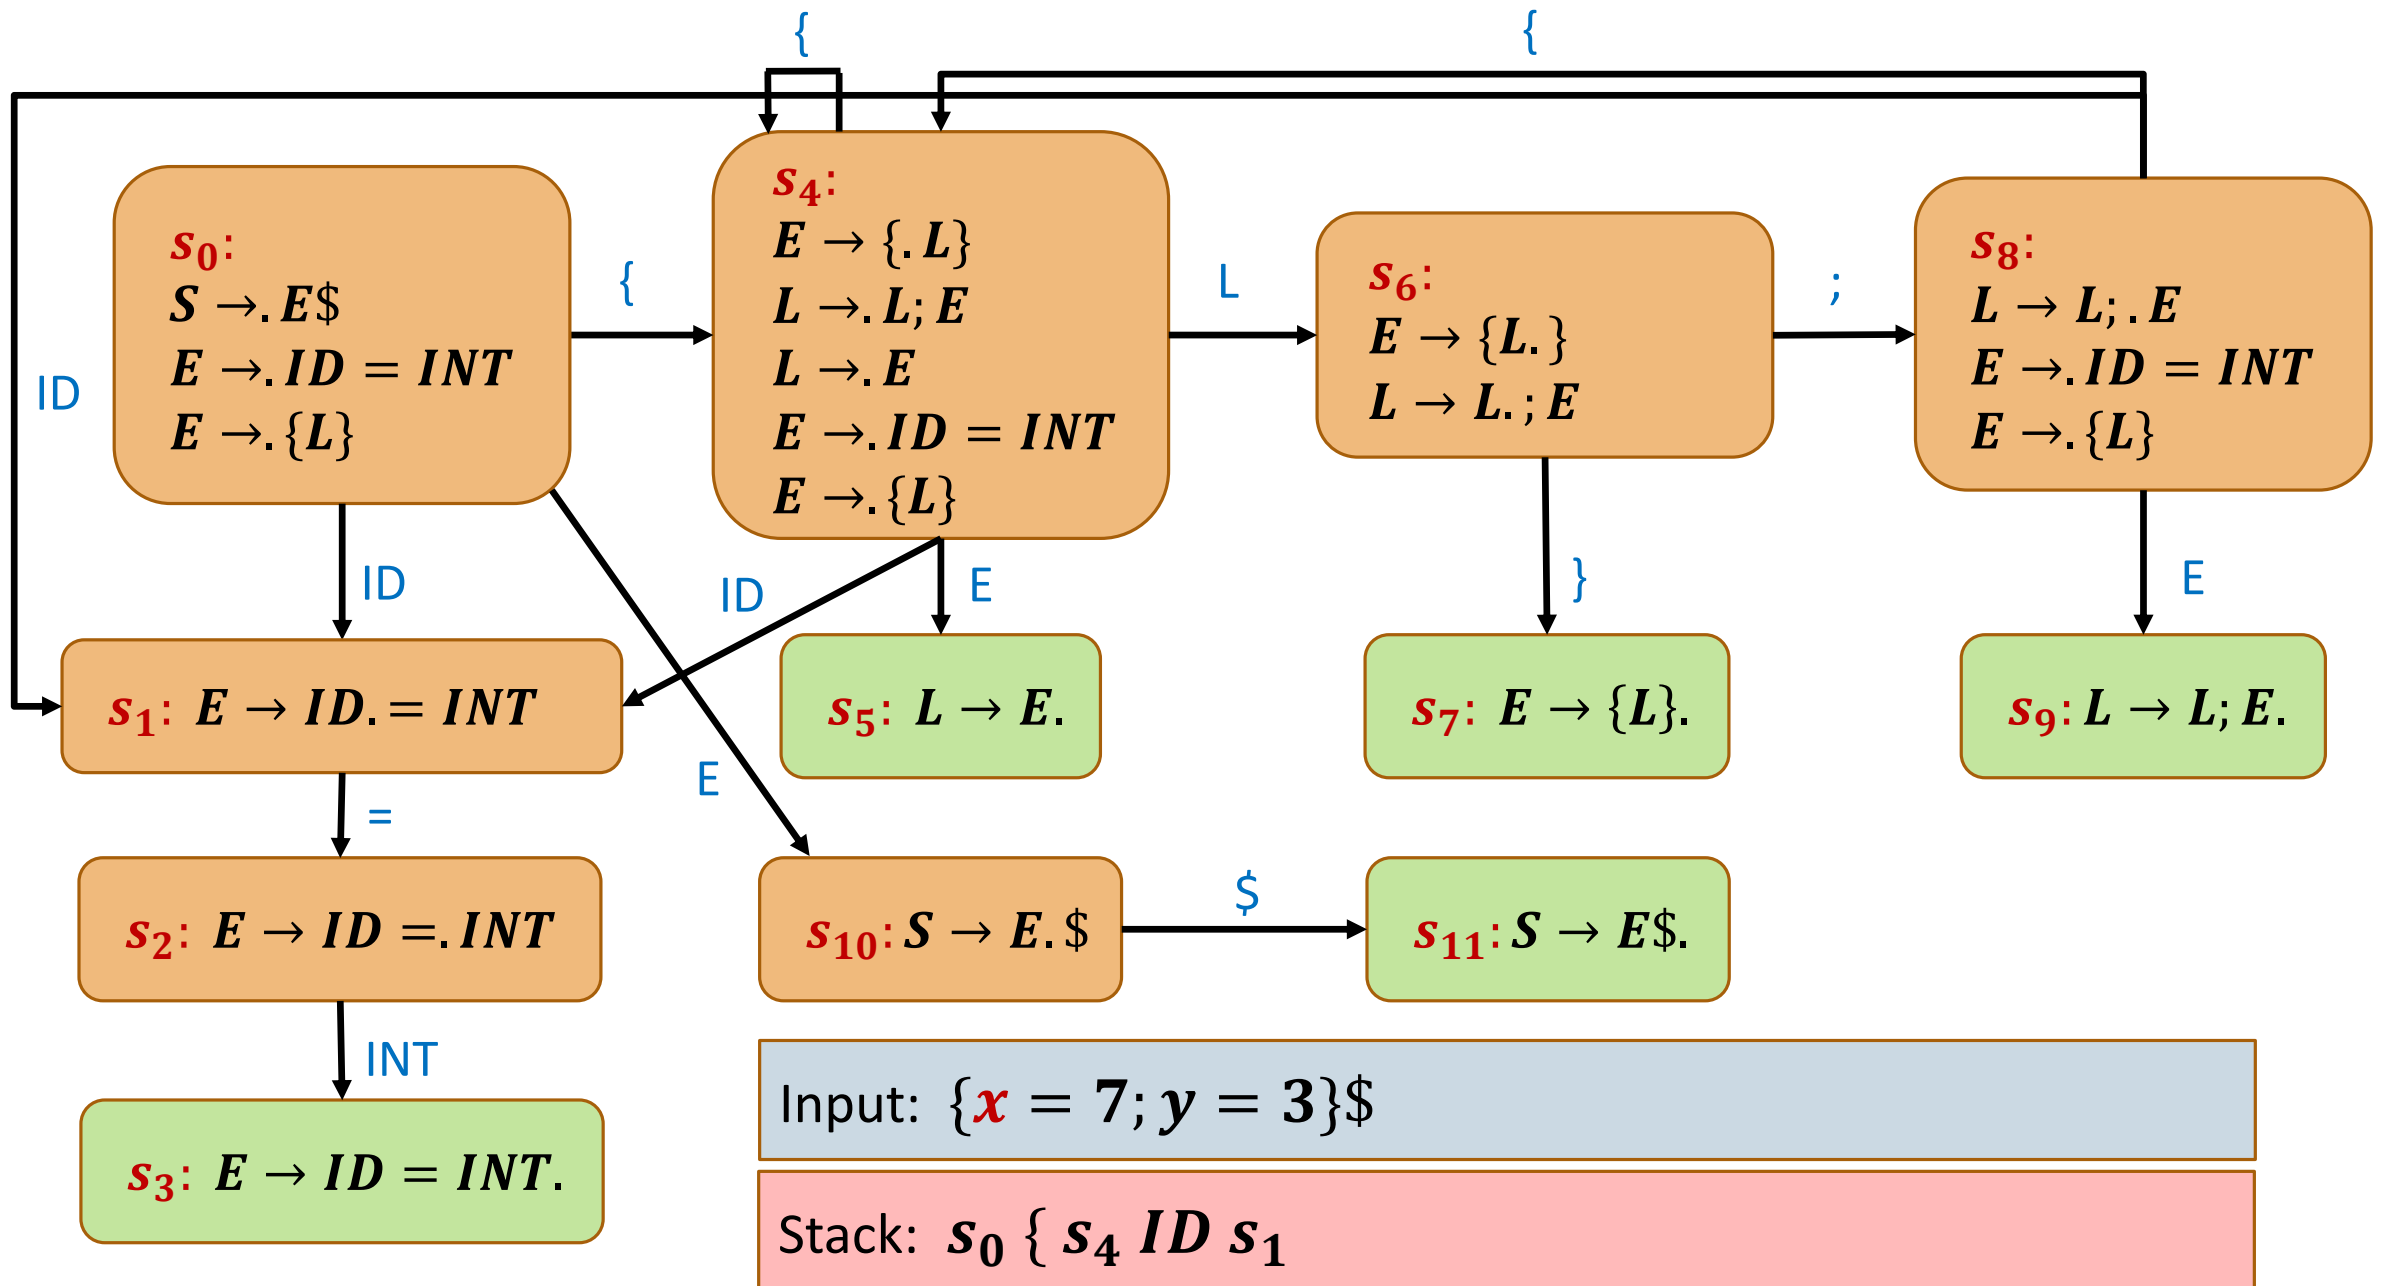 {
{
s₀:
S →. E$
E →. ID = INT
E →. {L}
{
s₄:
E → {. L}
L →. L; E
L →. E
E →. ID = INT
E →. {L}
L
s₆:
E → {L. }
L → L. ; E
;
s₈:
L → L; . E
E →. ID = INT
E →. {L}
ID
ID
ID
E
}
E
s₁: E → ID. = INT
s₅: L → E.
s₇: E → {L}.
s₉: L → L; E.
=
E
s₂: E → ID =. INT
s₁₀: S → E. $
$
s₁₁: S → E$.
INT
s₃: E → ID = INT.
Input: {x = 7; y = 3}$
Stack: s₀ { s₄ ID s₁